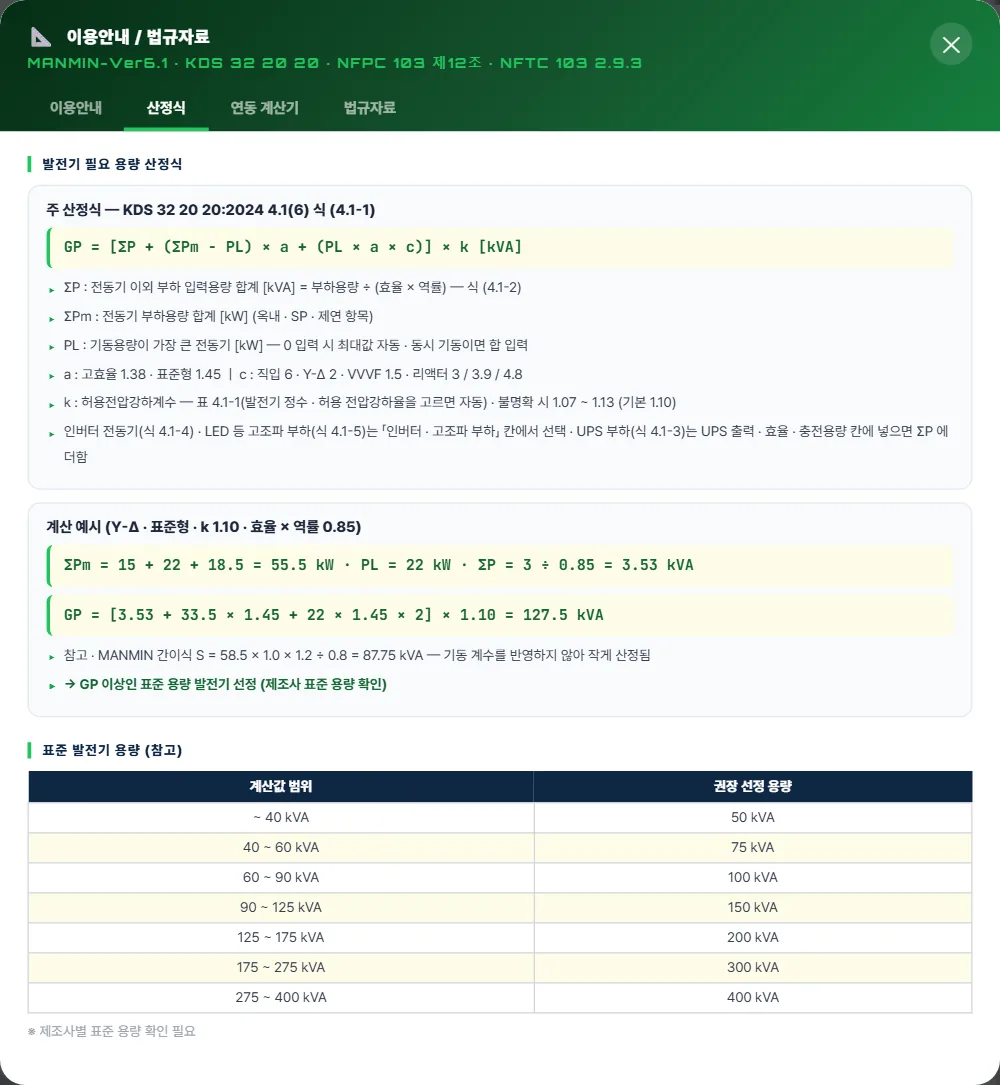 이용안내 / 법규자료
MANMIN-Ver6.1 · KDS 32 20 20 · NFPC 103 제12조 · NFTC 103 2.9.3
이용안내 산정식 연동 계산기 법규자료
발전기 필요 용량 산정식
주 산정식 — KDS 32 20 20:2024 4.1(6) 식 (4.1-1)
GP = [ΣP + (ΣPm - PL) × a + (PL × a × c)] × k [kVA]
▸ ΣP : 전동기 이외 부하 입력용량 합계 [kVA] = 부하용량 ÷ (효율 × 역률) — 식 (4.1-2)
▸ ΣPm : 전동기 부하용량 합계 [kW] (옥내 · SP · 제연 항목)
▸ PL : 기동용량이 가장 큰 전동기 [kW] — 0 입력 시 최대값 자동 · 동시 기동이면 합 입력
▸ a : 고효율 1.38 · 표준형 1.45 | c : 직입 6 · Y-Δ 2 · VVVF 1.5 · 리액터 3 / 3.9 / 4.8
▸ k : 허용전압강하계수 — 표 4.1-1(발전기 정수 · 허용 전압강하율을 고르면 자동) · 불명확 시 1.07 ~ 1.13 (기본 1.10)
▸ 인버터 전동기(식 4.1-4) · LED 등 고조파 부하(식 4.1-5)는 「인버터 · 고조파 부하」 칸에서 선택 · UPS 부하(식 4.1-3)는 UPS 출력 · 효율 · 충전용량 칸에 넣으면 ΣP 에
더함
계산 예시 (Y-Δ · 표준형 · k 1.10 · 효율 × 역률 0.85)
ΣPm = 15 + 22 + 18.5 = 55.5 kW · PL = 22 kW · ΣP = 3 ÷ 0.85 = 3.53 kVA
GP = [3.53 + 33.5 × 1.45 + 22 × 1.45 × 2] × 1.10 = 127.5 kVA
▸ 참고 · MANMIN 간이식 S = 58.5 × 1.0 × 1.2 ÷ 0.8 = 87.75 kVA — 기동 계수를 반영하지 않아 작게 산정됨
▸ → GP 이상인 표준 용량 발전기 선정 (제조사 표준 용량 확인)
표준 발전기 용량 (참고)
계산값 범위 권장 선정 용량
~ 40 kVA 50 kVA
40 ~ 60 kVA 75 kVA
60 ~ 90 kVA 100 kVA
90 ~ 125 kVA 150 kVA
125 ~ 175 kVA 200 kVA
175 ~ 275 kVA 300 kVA
275 ~ 400 kVA 400 kVA
※ 제조사별 표준 용량 확인 필요